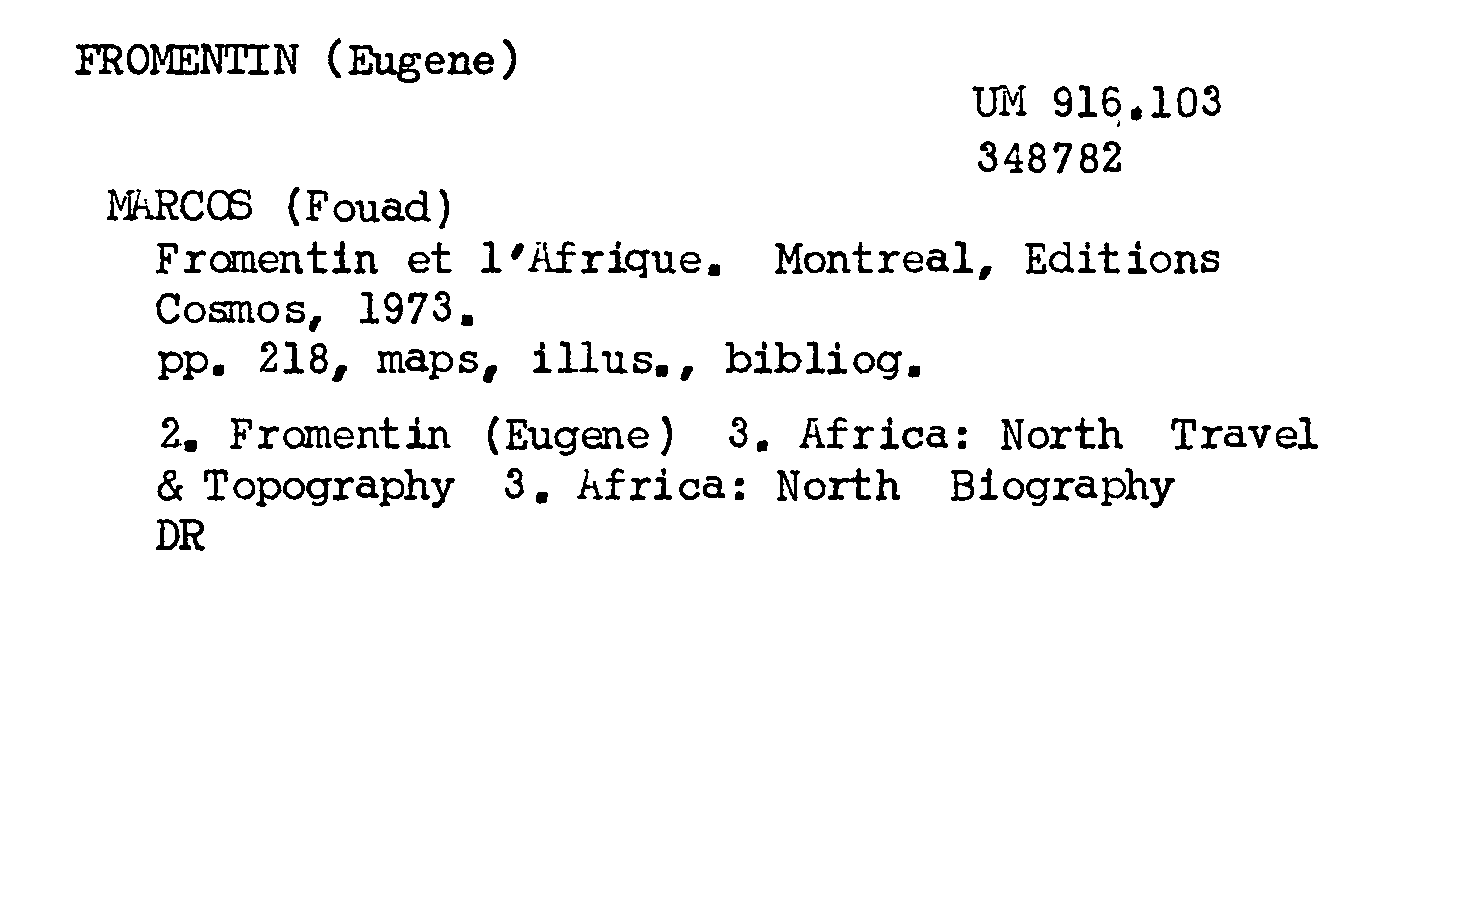 FROMENTIN (Eugene)
UM 916.103
348782
MARCOS (Fouad)
Fromentin et l'Afrique. Montreal, Editions
Cosmos, 1973.
pp. 218, maps, illus., bibliog.
2. Fromentin (Eugene) 3. Africa: North Travel
& Topography 3. Africa: North Biography
DR